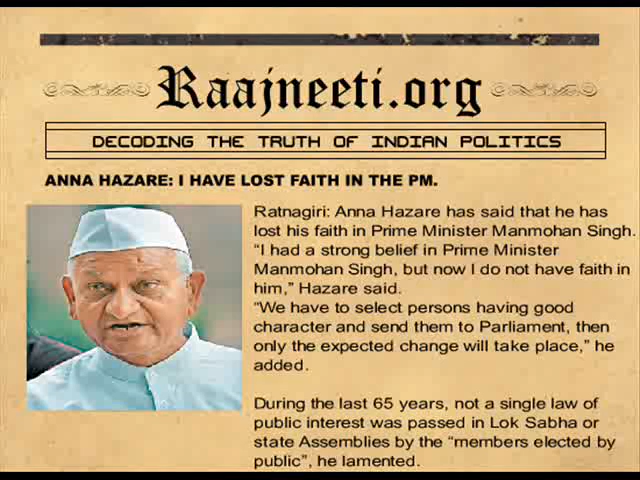 Raajneeti.org
DECODING THE TRUTH OF INDIAN POLITICS
ANNA HAZARE: I HAVE LOST FAITH IN THE PM.
Ratnagiri: Anna Hazare has said that he has
lost his faith in Prime Minister Manmohan Singh.
“I had a strong belief in Prime Minister
Manmohan Singh, but now I do not have faith in
him,” Hazare said.
“We have to select persons having good
character and send them to Parliament, then
only the expected change will take place,” he
added.
During the last 65 years, not a single law of
public interest was passed in Lok Sabha or
state Assemblies by the “members elected by
public”, he lamented.